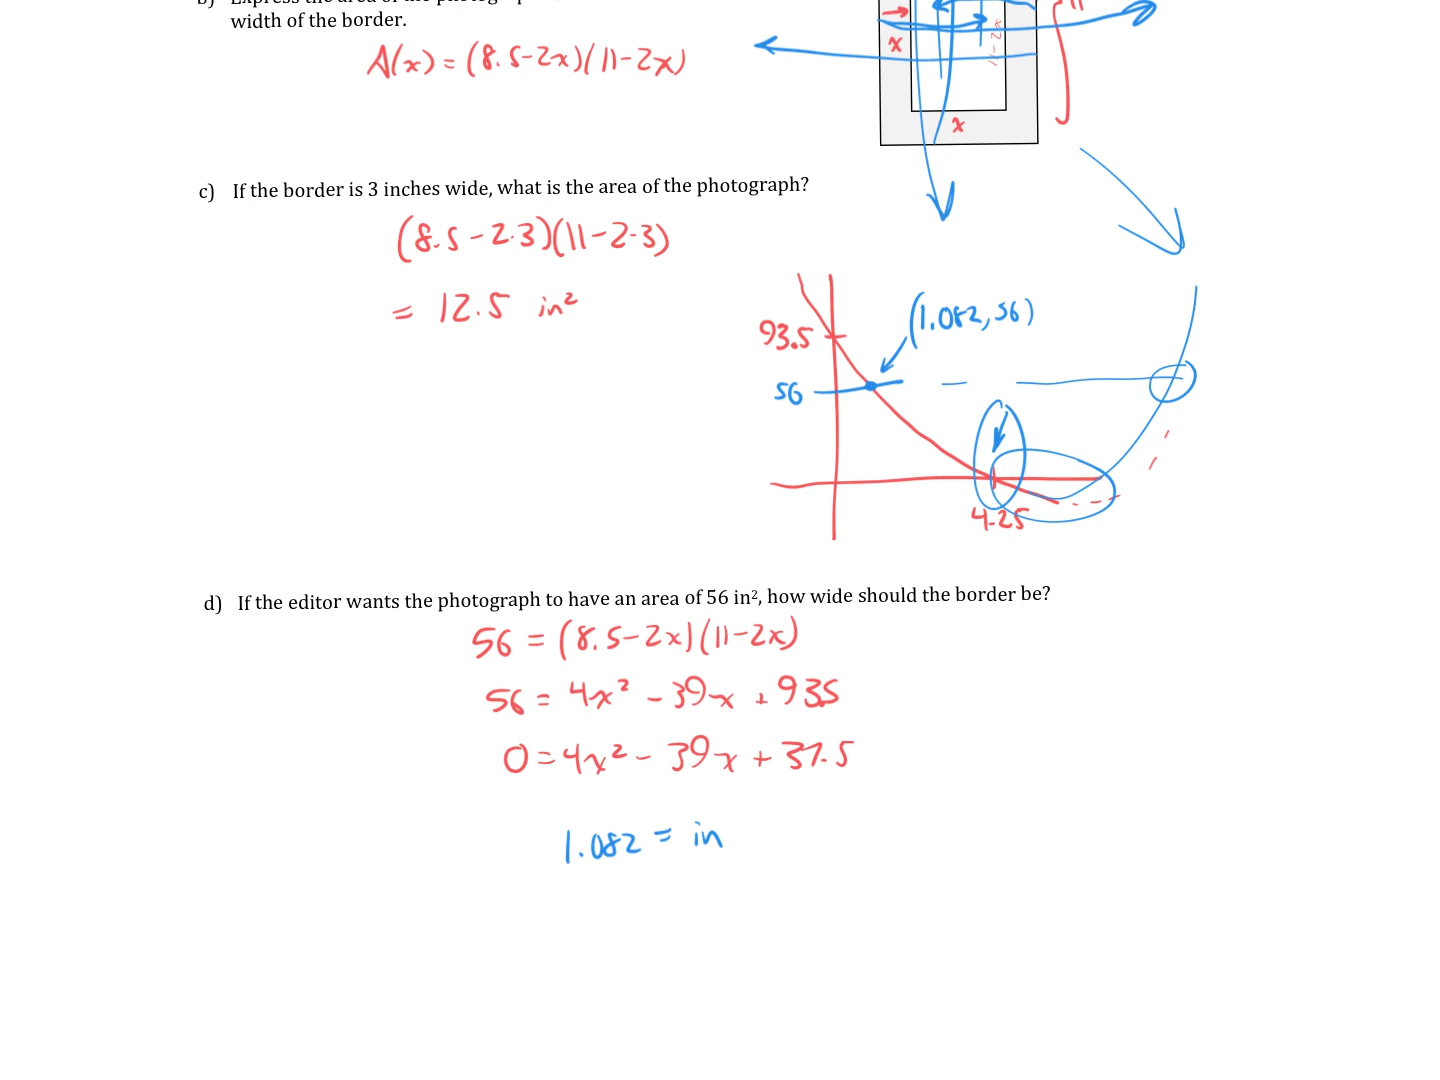 width of the border.
A(x) = (8.5-2x)(11-2x)
x
x
c) If the border is 3 inches wide, what is the area of the photograph?
(8.5-2·3)(11-2·3)
= 12.5 in²
(1.082, 56)
93.5
56
4.25
d) If the editor wants the photograph to have an area of 56 in², how wide should the border be?
56 = (8.5-2x)(11-2x)
56 = 4x² - 39x + 93.5
0 = 4x² - 39x + 37.5
1.082 = in